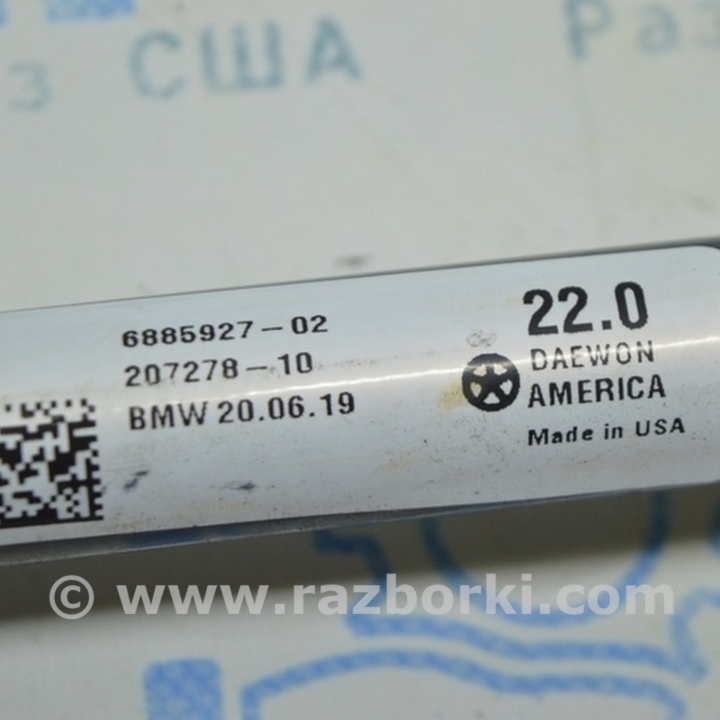 з США
Раз
6885927-02
207278-10
BMW 20.06.19
22.0
DAEWON
AMERICA
Made in USA
© www.razborki.com